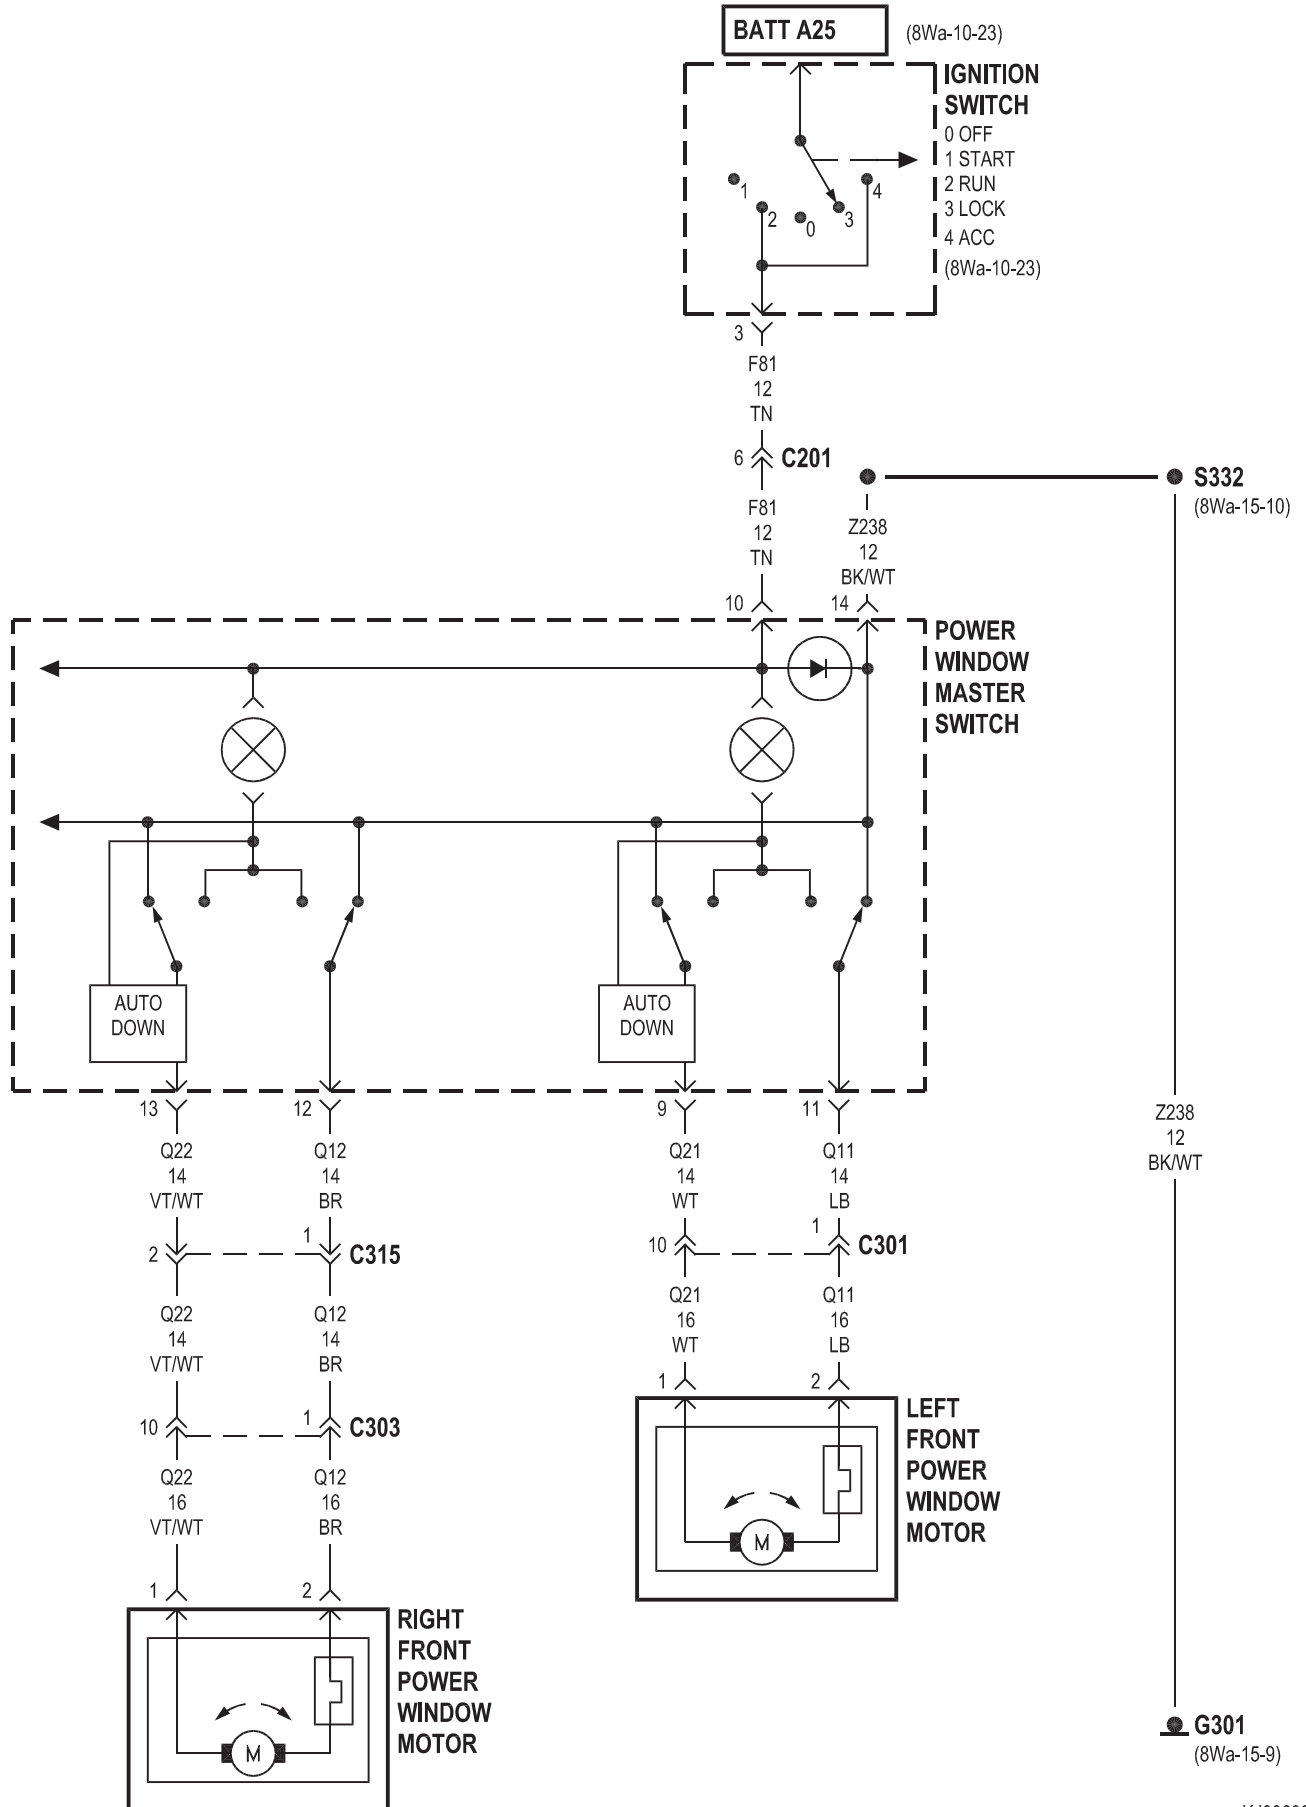 BATT A25
(8Wa-10-23)
IGNITION
SWITCH
0 OFF
1 START
2 RUN
3 LOCK
4 ACC
(8Wa-10-23)
1
2
0
3
4
3
F81
12
TN
6
C201
F81
12
TN
10
S332
(8Wa-15-10)
Z238
12
BK/WT
14
POWER
WINDOW
MASTER
SWITCH
AUTO
DOWN
AUTO
DOWN
13
12
9
11
Q22
14
VT/WT
Q12
14
BR
Q21
14
WT
Q11
14
LB
Z238
12
BK/WT
2
1
C315
10
1
C301
Q22
14
VT/WT
Q12
14
BR
Q21
16
WT
Q11
16
LB
1
2
LEFT
FRONT
POWER
WINDOW
MOTOR
M
10
1
C303
Q22
16
VT/WT
Q12
16
BR
1
2
RIGHT
FRONT
POWER
WINDOW
MOTOR
M
G301
(8Wa-15-9)